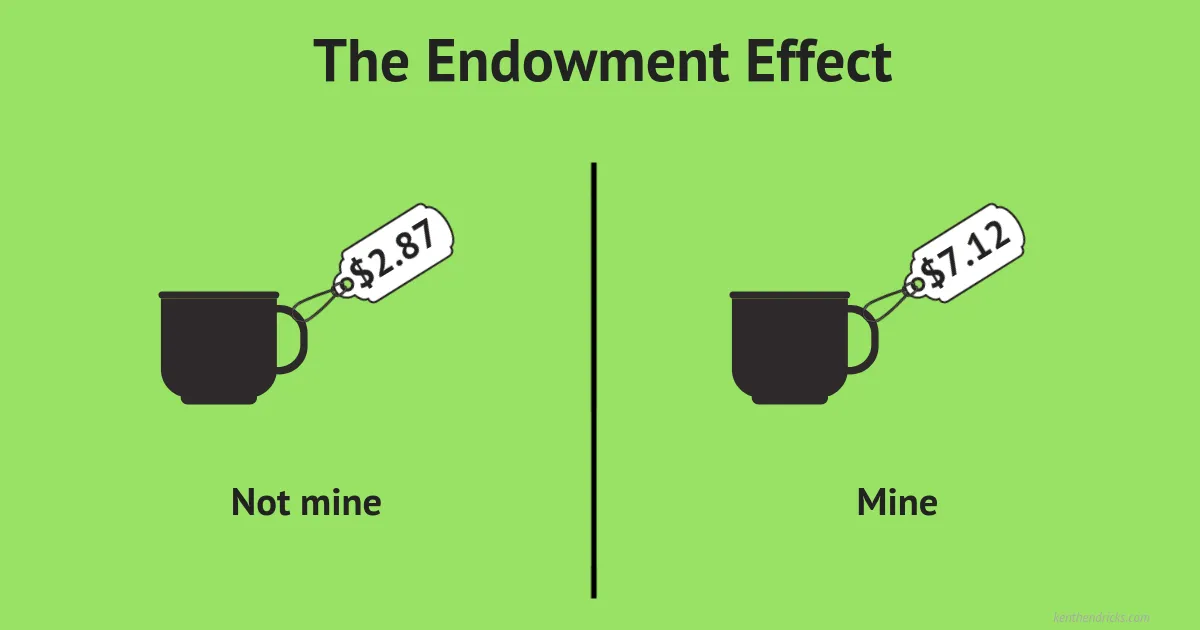 The Endowment Effect
$2.87
$7.12
Not mine
Mine
kenthendricks.com